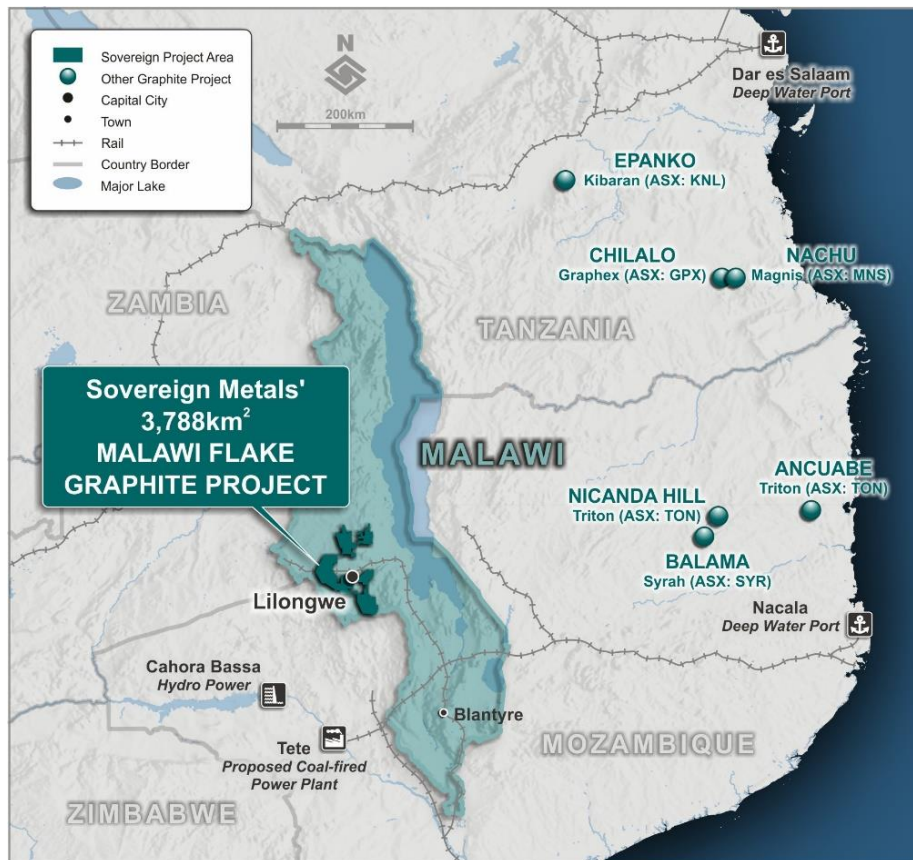 Sovereign Project Area
Other Graphite Project
Capital City
Town
Rail
Country Border
Major Lake
N
200km
Dar es Salaam
Deep Water Port
EPANKO
Kibaran (ASX: KNL)
CHILALO
Graphex (ASX: GPX)
NACHU
Magnis (ASX: MNS)
ZAMBIA
TANZANIA
Sovereign Metals'
3,788km²
MALAWI FLAKE
GRAPHITE PROJECT
MALAWI
NICANDA HILL
Triton (ASX: TON)
ANCUABE
Triton (ASX: TON)
BALAMA
Syrah (ASX: SYR)
Lilongwe
Nacala
Deep Water Port
Cahora Bassa
Hydro Power
Blantyre
Tete
Proposed Coal-fired
Power Plant
MOZAMBIQUE
ZIMBABWE